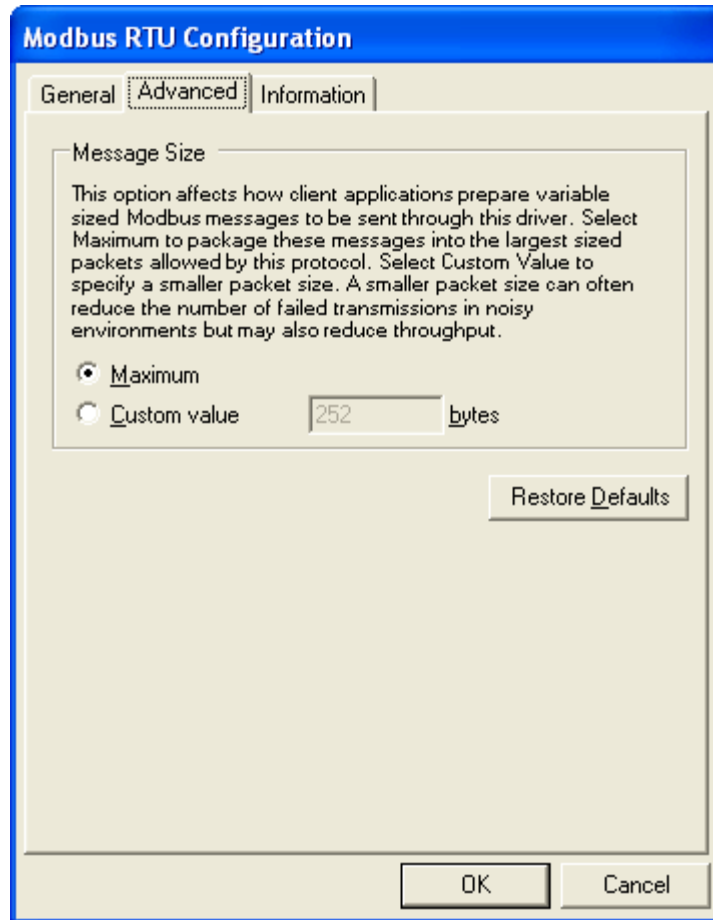 Modbus RTU Configuration
General Advanced Information
Message Size
This option affects how client applications prepare variable
sized Modbus messages to be sent through this driver. Select
Maximum to package these messages into the largest sized
packets allowed by this protocol. Select Custom Value to
specify a smaller packet size. A smaller packet size can often
reduce the number of failed transmissions in noisy
environments but may also reduce throughput.
Maximum
Custom value 252 bytes
Restore Defaults
OK Cancel